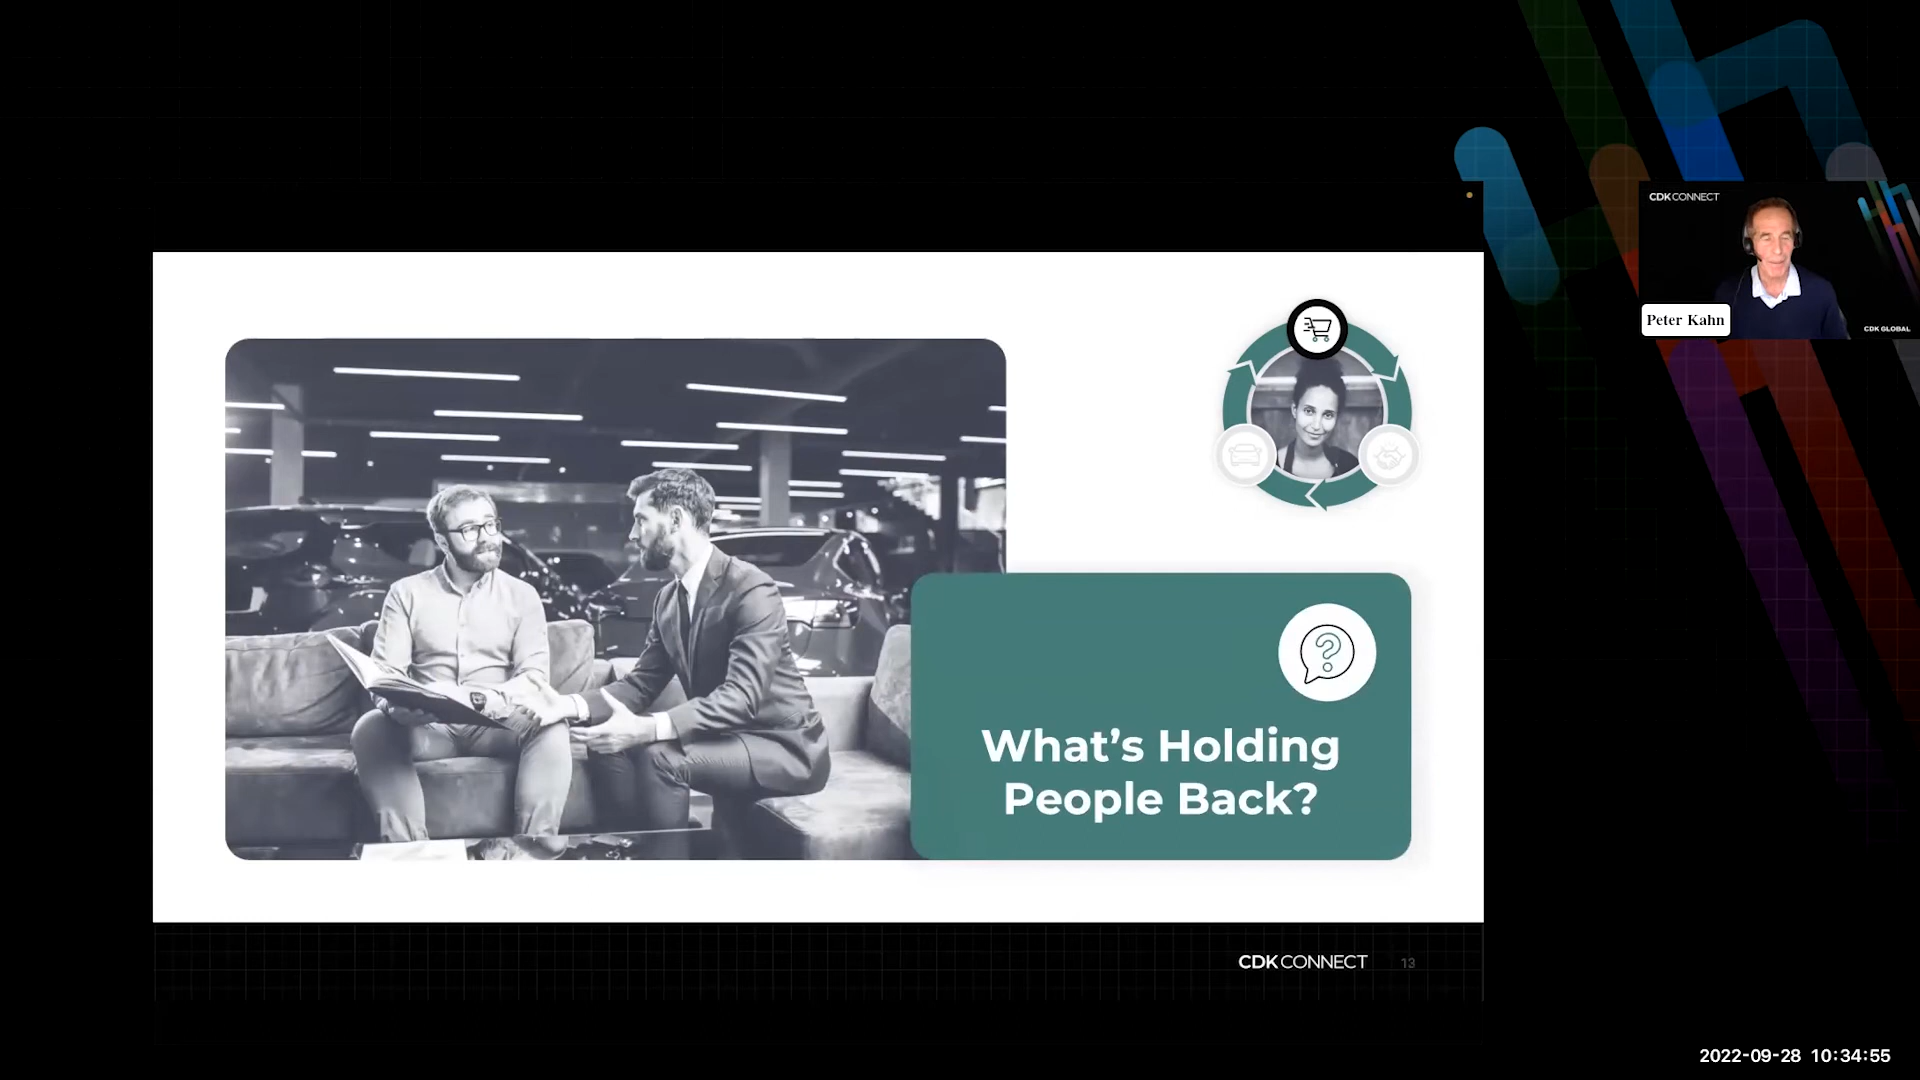 CDK CONNECT
Peter Kahn
CDK GLOBAL
What's Holding
People Back?
CDK CONNECT 13
2022-09-28 10:34:55